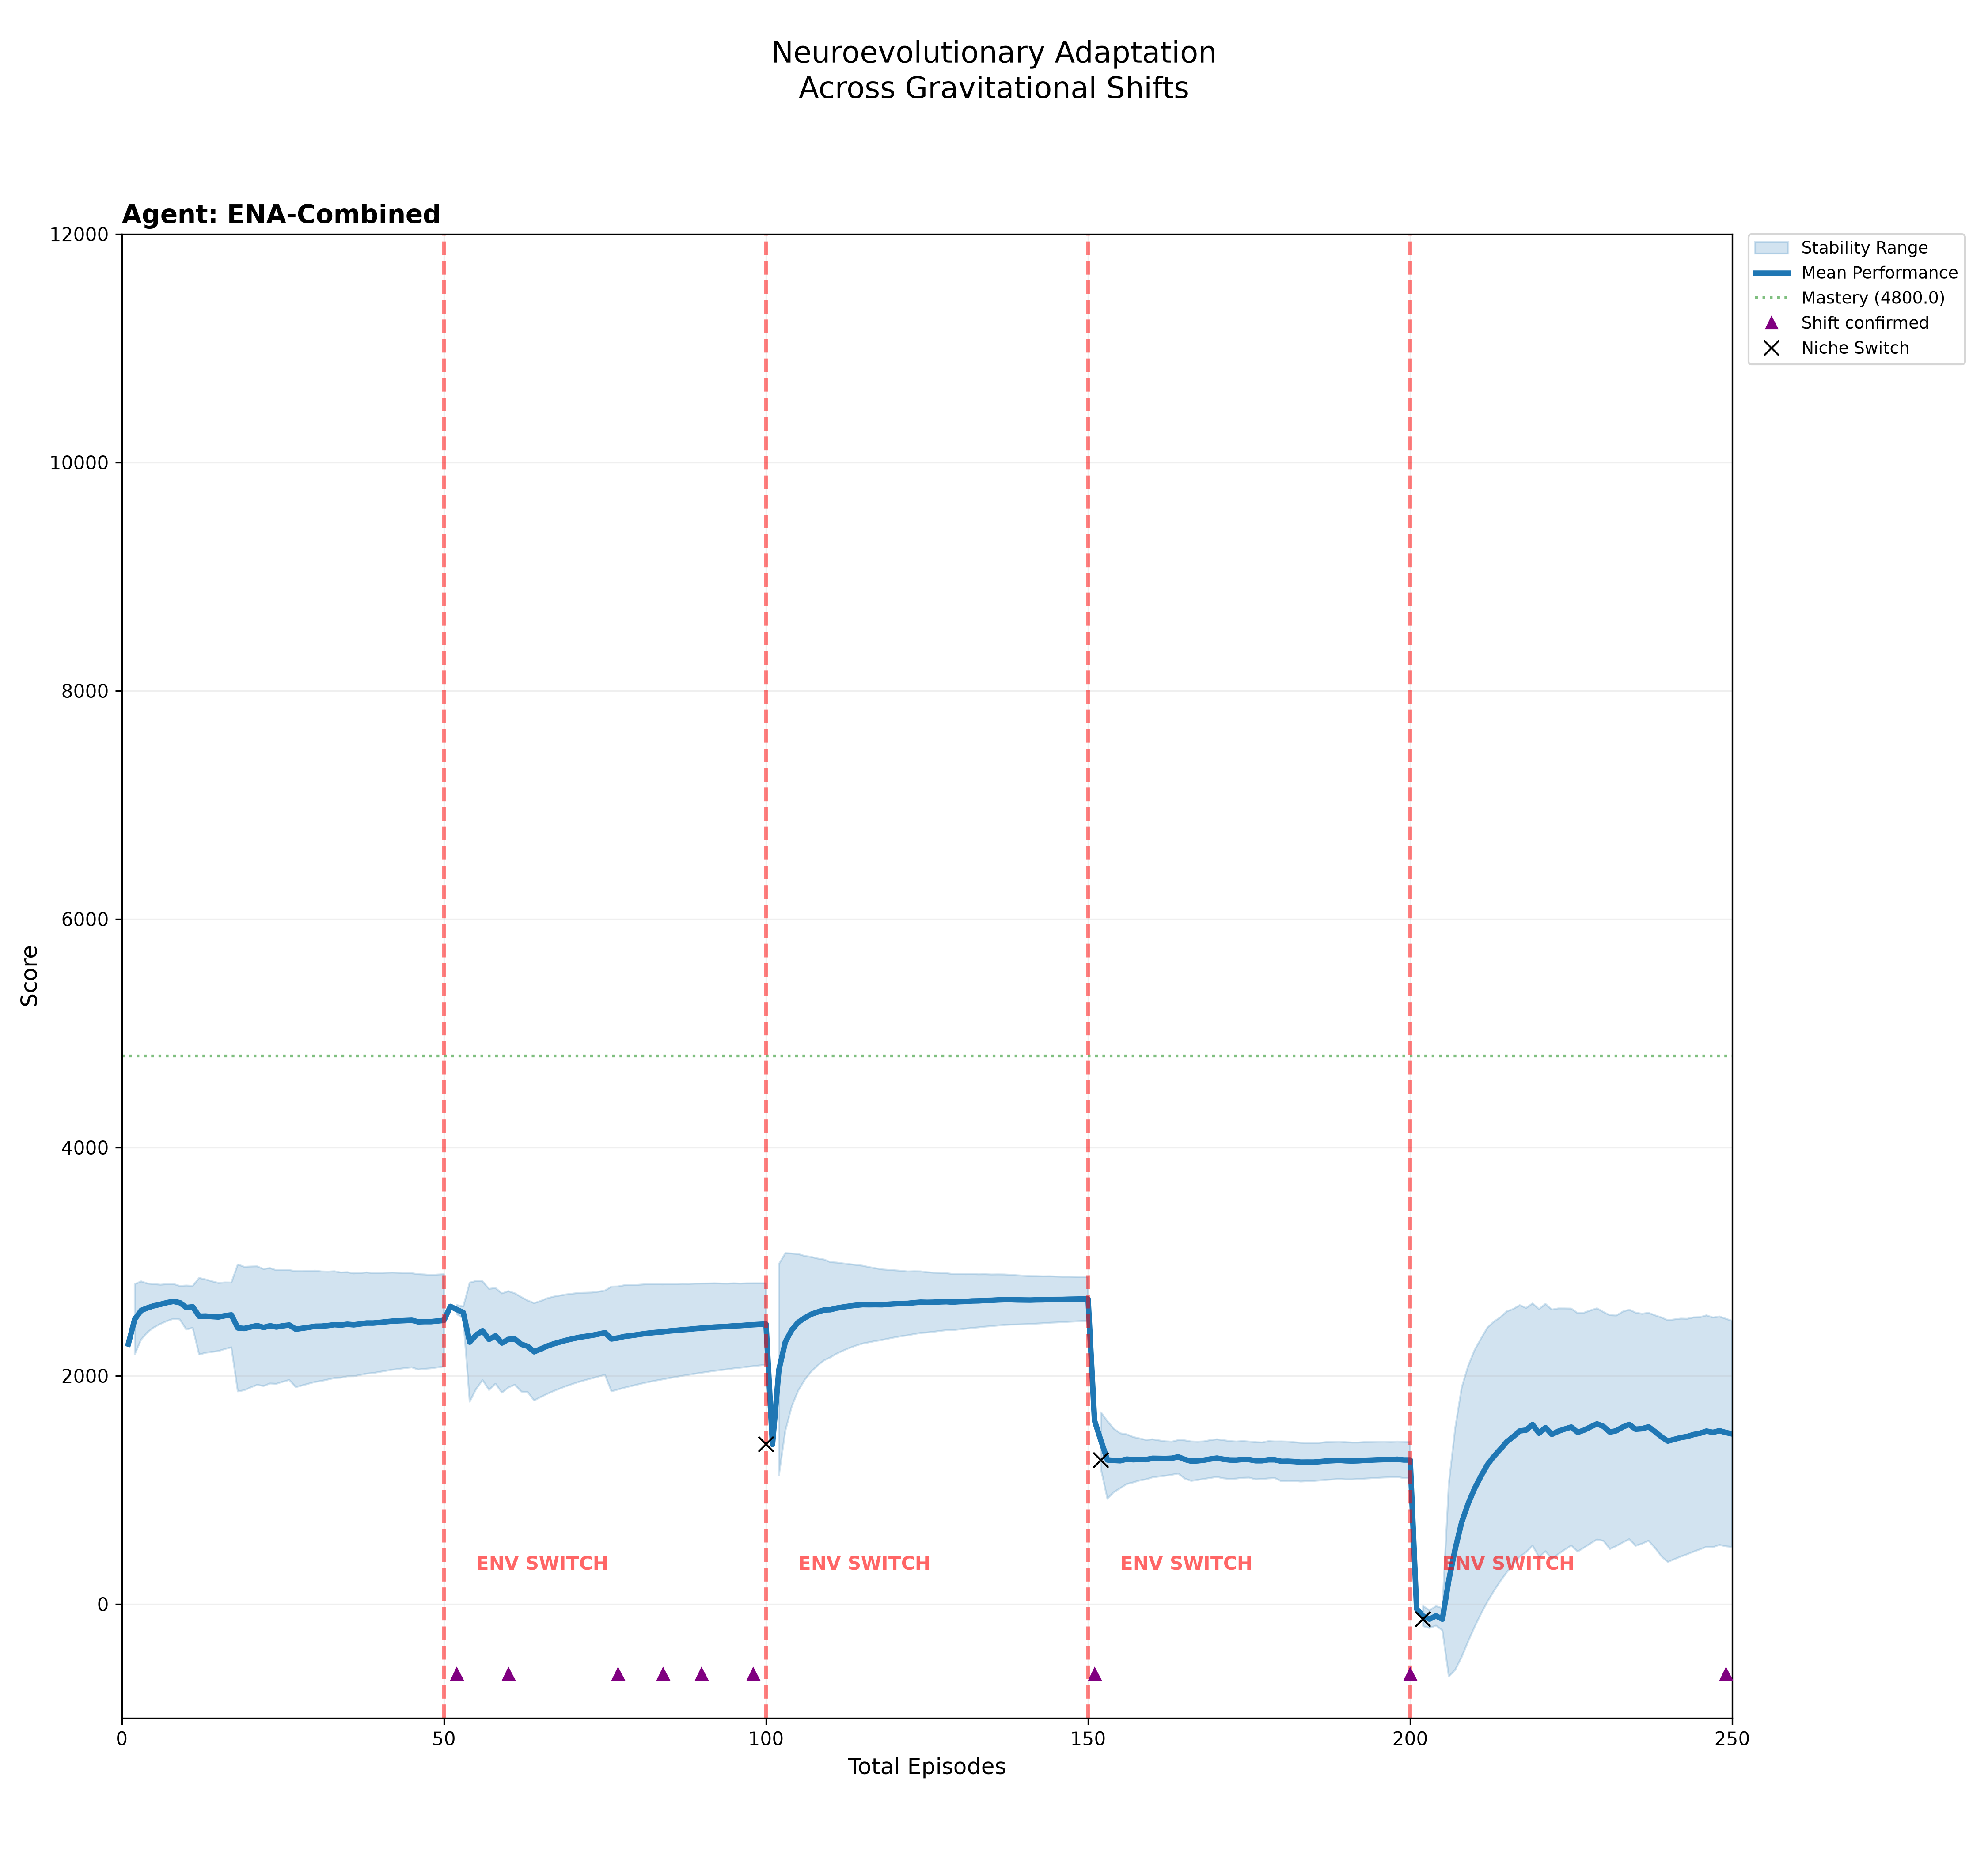 Neuroevolutionary Adaptation
Across Gravitational Shifts
Agent: ENA-Combined
12000
10000
8000
6000
4000
2000
0
Score
Stability Range
Mean Performance
Mastery (4800.0)
Shift confirmed
Niche Switch
ENV SWITCH
ENV SWITCH
ENV SWITCH
ENV SWITCH
0
50
100
150
200
250
Total Episodes